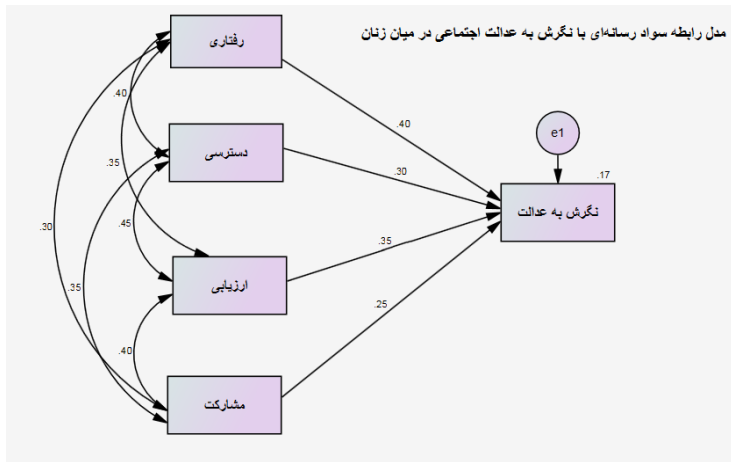 مدل رابطه سواد رسانه‌ای با نگرش به عدالت اجتماعی در میان زنان
رفتاری
.40
.40
e1
دسترسی
.35
.30
.17
نگرش به عدالت
.45
.30
.35
ارزیابی
.35
.40
.25
مشارکت